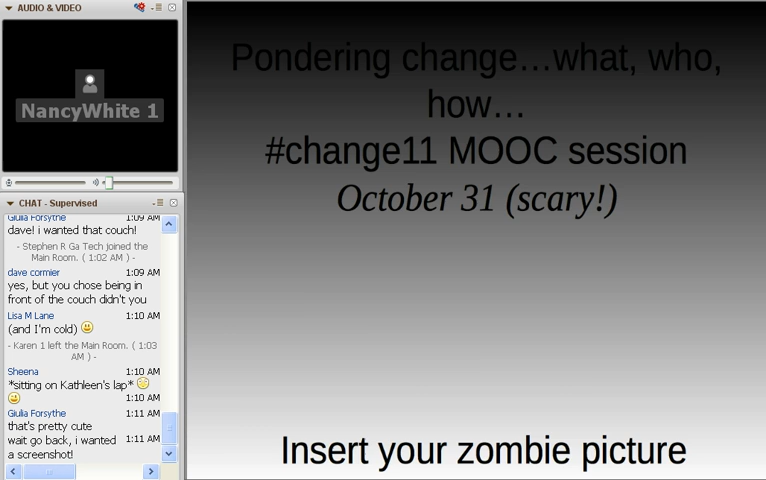 AUDIO & VIDEO
NancyWhite 1
CHAT - Supervised
Giulia Forsythe 1:09 AM
dave! i wanted that couch!
- Stephen R Ga Tech joined the
Main Room. ( 1:02 AM ) -
dave cormier 1:09 AM
yes, but you chose being in
front of the couch didn't you
Lisa M Lane 1:10 AM
(and I'm cold)
- Karen 1 left the Main Room. ( 1:03
AM ) -
Sheena 1:10 AM
*sitting on Kathleen's lap*
1:10 AM
Giulia Forsythe 1:11 AM
that's pretty cute
wait go back, i wanted 1:11 AM
a screenshot!
Pondering change…what, who,
how…
#change11 MOOC session
October 31 (scary!)
Insert your zombie picture